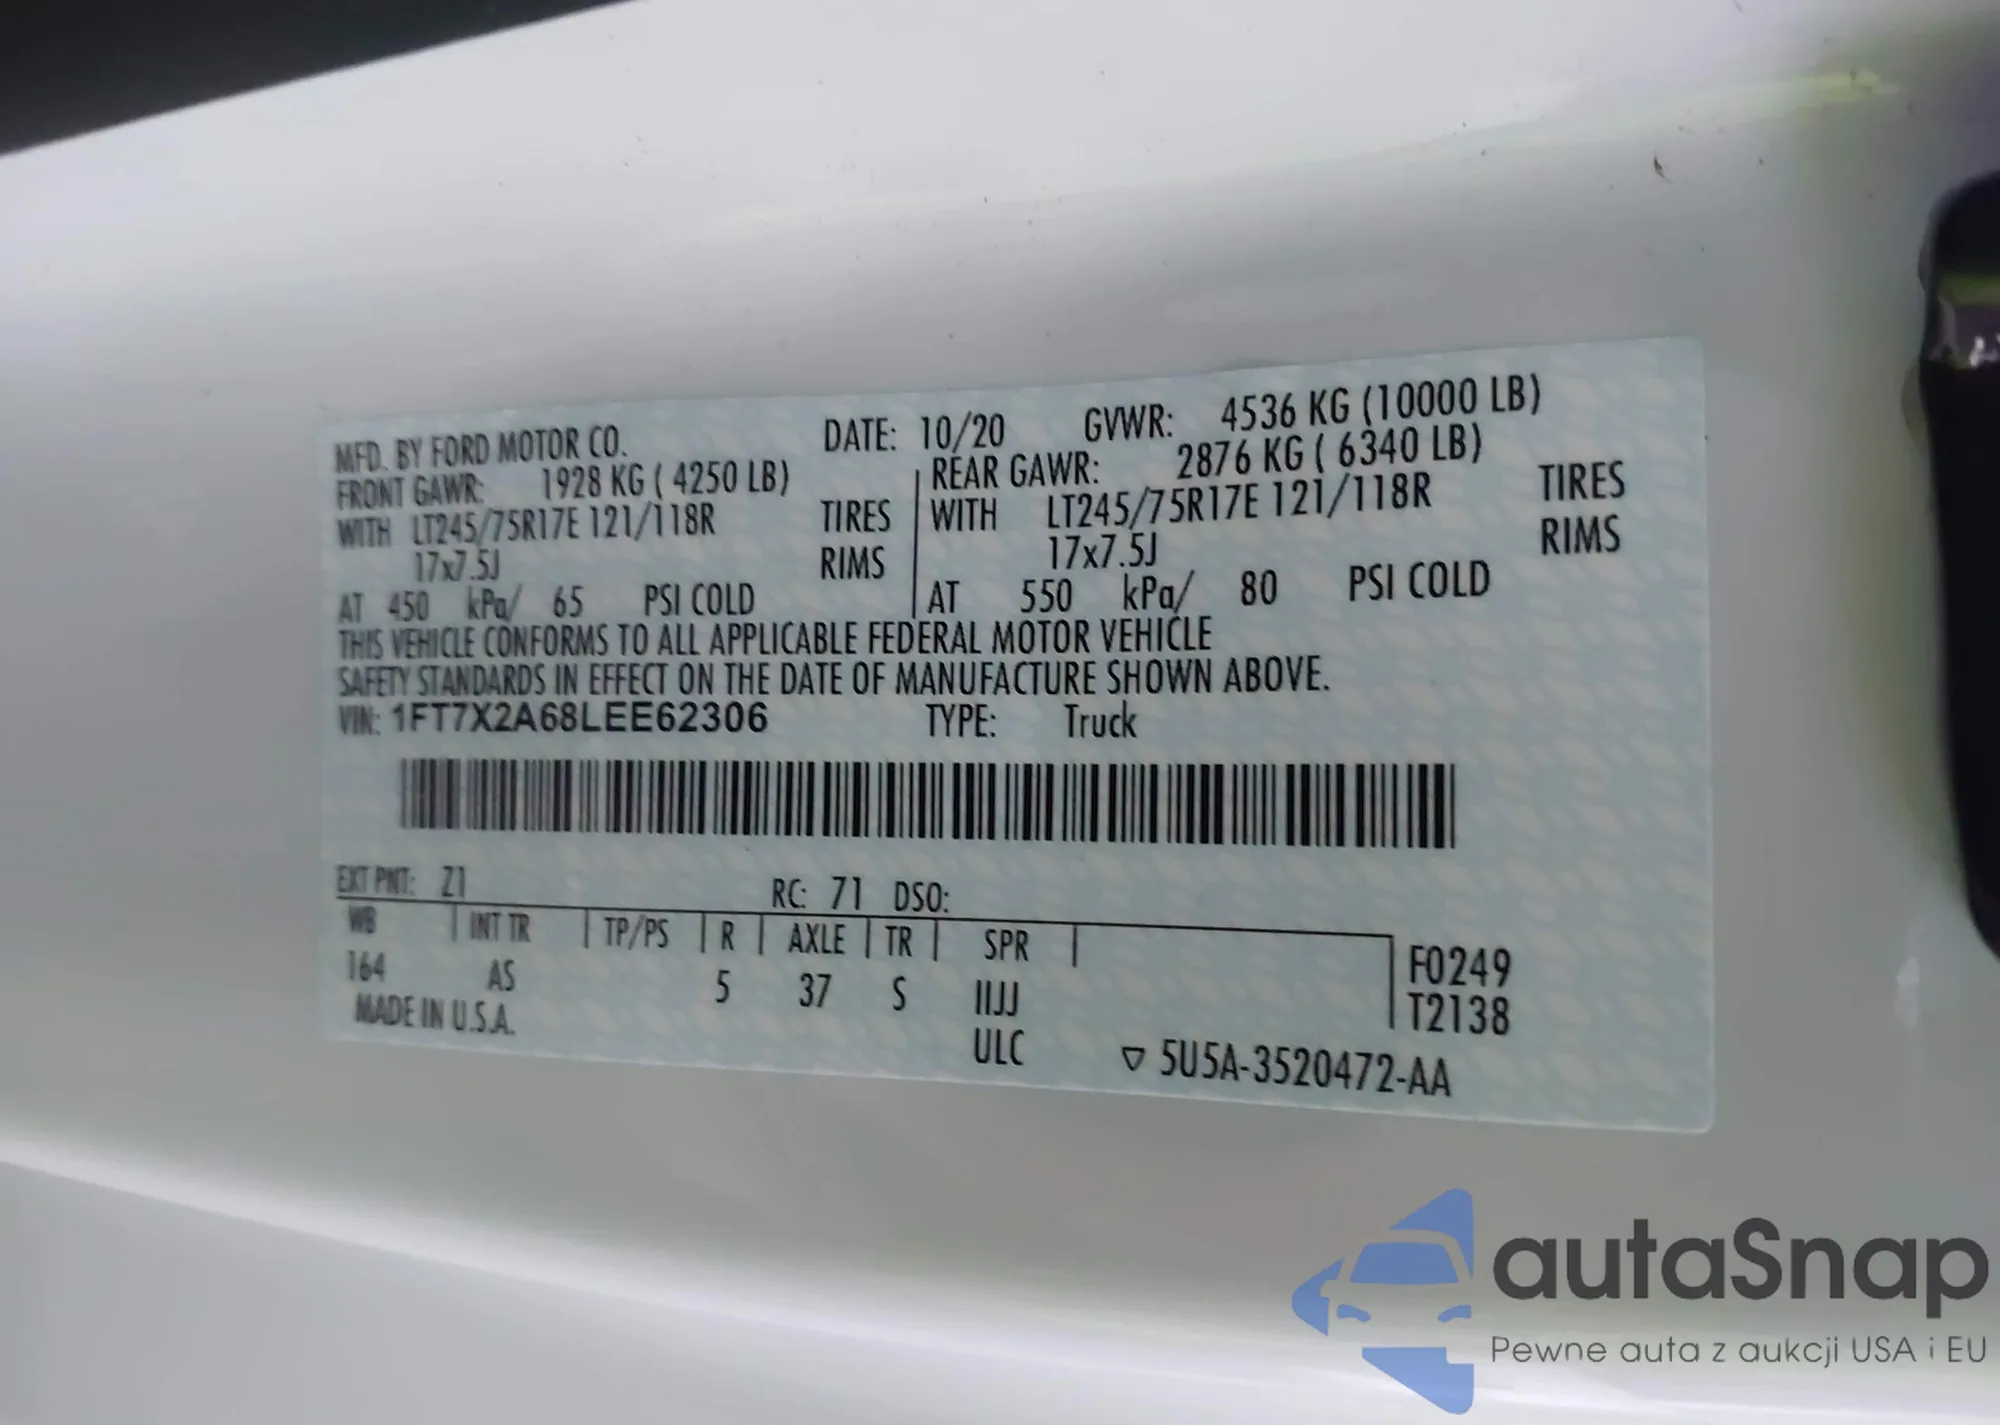 MFD. BY FORD MOTOR CO. DATE: 10/20 GVWR: 4536 KG (10000 LB)
FRONT GAWR: 1928 KG ( 4250 LB) REAR GAWR: 2876 KG ( 6340 LB)
WITH LT245/75R17E 121/118R TIRES WITH LT245/75R17E 121/118R TIRES
17x7.5J RIMS 17x7.5J RIMS
AT 450 kPa/ 65 PSI COLD AT 550 kPa/ 80 PSI COLD
THIS VEHICLE CONFORMS TO ALL APPLICABLE FEDERAL MOTOR VEHICLE
SAFETY STANDARDS IN EFFECT ON THE DATE OF MANUFACTURE SHOWN ABOVE.
VIN: 1FT7X2A68LEE62306 TYPE: Truck
EXT PNT: Z1 RC: 71 DSO:
WB INT TR TP/PS R AXLE TR SPR F0249
164 AS 5 37 S IIJJ T2138
MADE IN U.S.A. ULC ▽ 5U5A-3520472-AA
autaSnap
Pewne auta z aukcji USA i EU